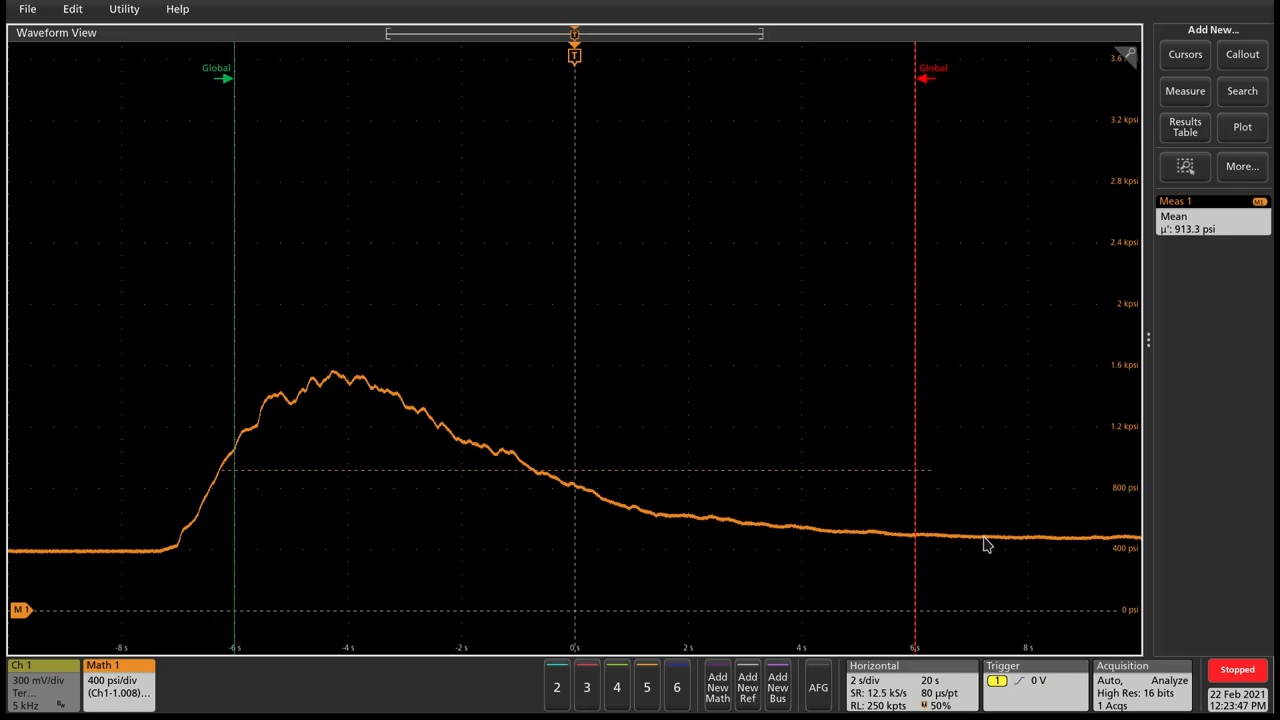 File Edit Utility Help
Waveform View
T
T
Global
Global
3.6
3.2 kpsi
2.8 kpsi
2.4 kpsi
2 kpsi
1.6 kpsi
1.2 kpsi
800 psi
400 psi
0 psi
M 1
-8 s -6 s -4 s -2 s 0 s 2 s 4 s 6 s 8 s
Add New...
Cursors Callout
Measure Search
Results
Table
Plot
More...
Meas 1 M1
Mean
µ': 913.3 psi
Ch 1
300 mV/div
Ter...
5 kHz Bw
Math 1
400 psi/div
(Ch1-1.008)...
2 3 4 5 6
Add
New
Math
Add
New
Ref
Add
New
Bus
AFG
Horizontal
2 s/div 20 s
SR: 12.5 kS/s 80 µs/pt
RL: 250 kpts 50%
Trigger
1 0 V
Acquisition
Auto, Analyze
High Res: 16 bits
1 Acqs
Stopped
22 Feb 2021
12:23:47 PM